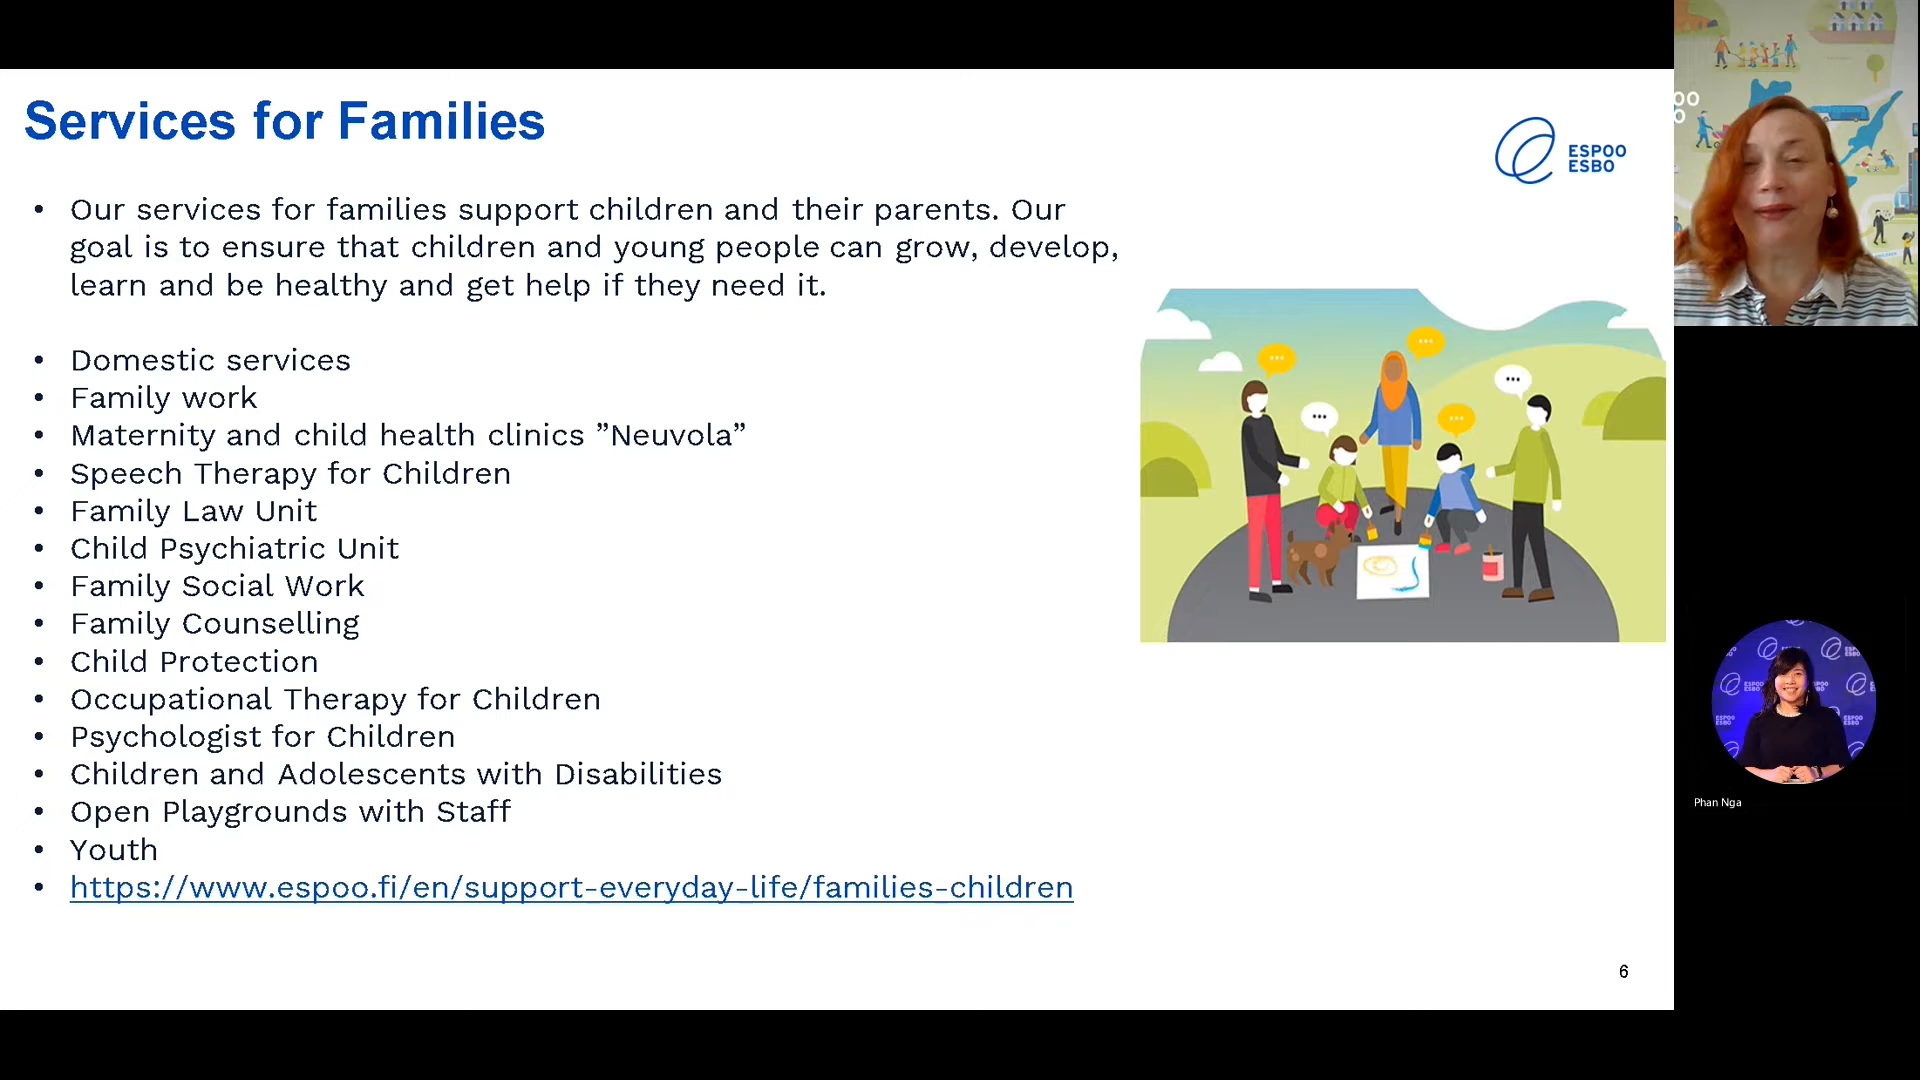 Services for Families
ESPOO
ESBO
• Our services for families support children and their parents. Our
goal is to ensure that children and young people can grow, develop,
learn and be healthy and get help if they need it.
• Domestic services
• Family work
• Maternity and child health clinics ”Neuvola”
• Speech Therapy for Children
• Family Law Unit
• Child Psychiatric Unit
• Family Social Work
• Family Counselling
• Child Protection
• Occupational Therapy for Children
• Psychologist for Children
• Children and Adolescents with Disabilities
• Open Playgrounds with Staff
• Youth
• https://www.espoo.fi/en/support-everyday-life/families-children
6
OO
O
ESPOO
ESBO
Phan Nga